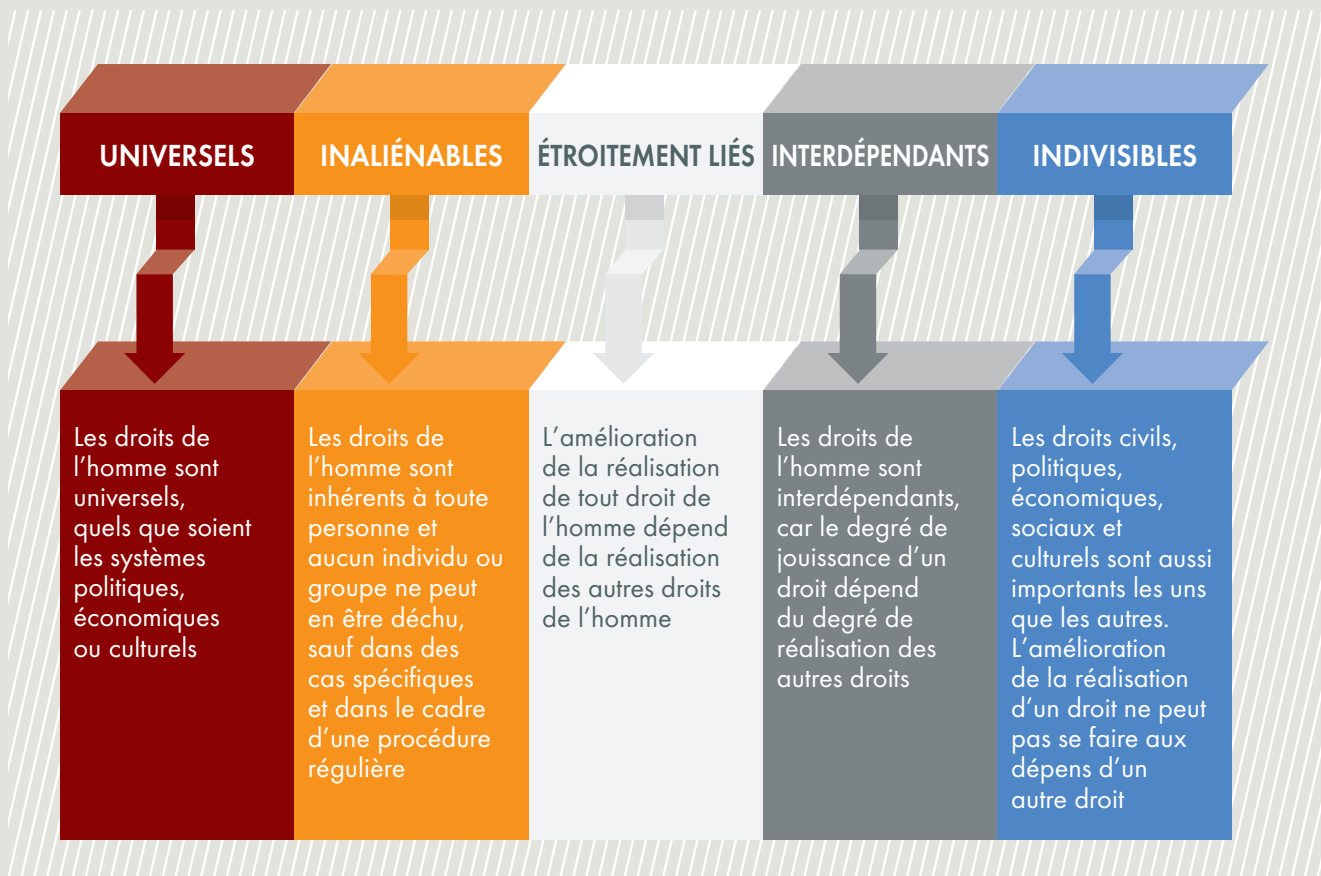 UNIVERSELS
INALIÉNABLES
ÉTROITEMENT LIÉS
INTERDÉPENDANTS
INDIVISIBLES
Les droits de
l’homme sont
universels,
quels que soient
les systèmes
politiques,
économiques
ou culturels
Les droits de
l’homme sont
inhérents à toute
personne et
aucun individu ou
groupe ne peut
en être déchu,
sauf dans des
cas spécifiques
et dans le cadre
d’une procédure
régulière
L’amélioration
de la réalisation
de tout droit de
l’homme dépend
de la réalisation
des autres droits
de l’homme
Les droits de
l’homme sont
interdépendants,
car le degré de
jouissance d’un
droit dépend
du degré de
réalisation des
autres droits
Les droits civils,
politiques,
économiques,
sociaux et
culturels sont aussi
importants les uns
que les autres.
L’amélioration
de la réalisation
d’un droit ne peut
pas se faire aux
dépens d’un
autre droit